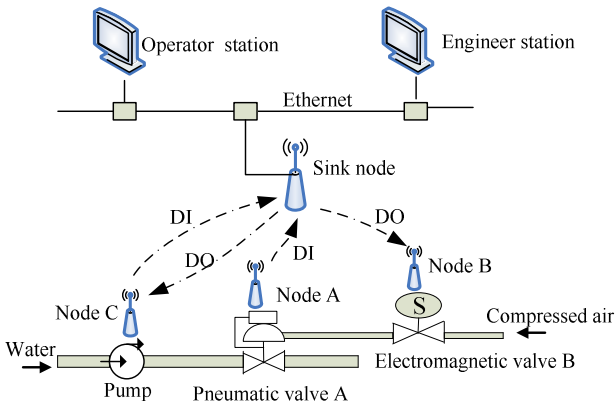 Operator station
Engineer station
Ethernet
Sink node
DI
DO
DO
DI
Node B
Node A
Node C
S
Compressed air
Water
Electromagnetic valve B
Pump
Pneumatic valve A